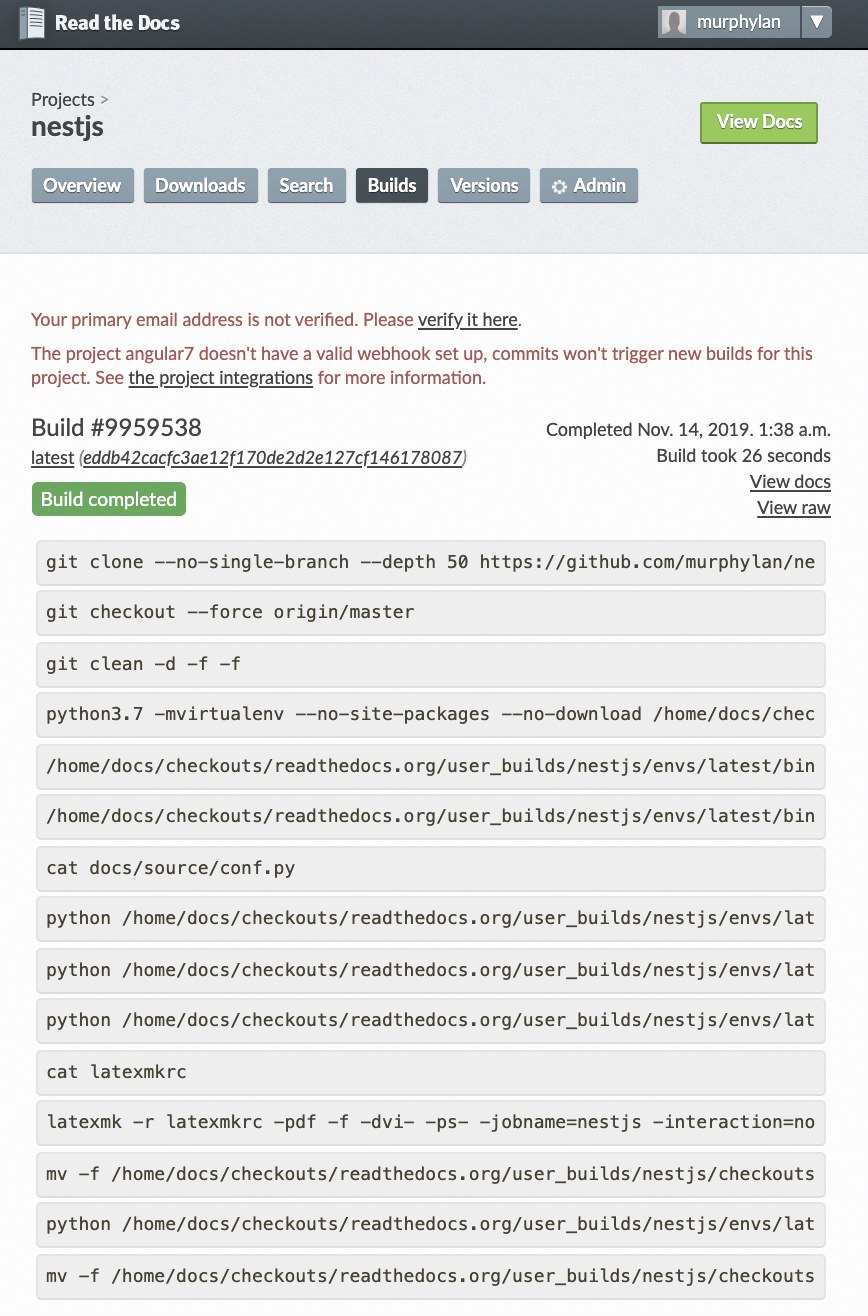 Read the Docs
murphylan ▼
Projects >
nestjs
View Docs
Overview Downloads Search Builds Versions Admin
Your primary email address is not verified. Please verify it here.
The project angular7 doesn't have a valid webhook set up, commits won't trigger new builds for this
project. See the project integrations for more information.
Build #9959538
Completed Nov. 14, 2019. 1:38 a.m.
latest (eddb42cacfc3ae12f170de2d2e127cf146178087)
Build took 26 seconds
View docs
Build completed
View raw
git clone --no-single-branch --depth 50 https://github.com/murphylan/ne
git checkout --force origin/master
git clean -d -f -f
python3.7 -mvirtualenv --no-site-packages --no-download /home/docs/chec
/home/docs/checkouts/readthedocs.org/user_builds/nestjs/envs/latest/bin
/home/docs/checkouts/readthedocs.org/user_builds/nestjs/envs/latest/bin
cat docs/source/conf.py
python /home/docs/checkouts/readthedocs.org/user_builds/nestjs/envs/lat
python /home/docs/checkouts/readthedocs.org/user_builds/nestjs/envs/lat
python /home/docs/checkouts/readthedocs.org/user_builds/nestjs/envs/lat
cat latexmkrc
latexmk -r latexmkrc -pdf -f -dvi- -ps- -jobname=nestjs -interaction=no
mv -f /home/docs/checkouts/readthedocs.org/user_builds/nestjs/checkouts
python /home/docs/checkouts/readthedocs.org/user_builds/nestjs/envs/lat
mv -f /home/docs/checkouts/readthedocs.org/user_builds/nestjs/checkouts